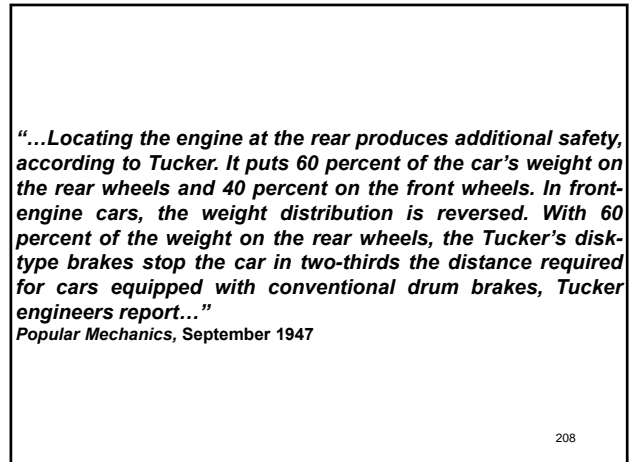 “…Locating the engine at the rear produces additional safety,
according to Tucker. It puts 60 percent of the car’s weight on
the rear wheels and 40 percent on the front wheels. In front-
engine cars, the weight distribution is reversed. With 60
percent of the weight on the rear wheels, the Tucker’s disk-
type brakes stop the car in two-thirds the distance required
for cars equipped with conventional drum brakes, Tucker
engineers report…”
Popular Mechanics, September 1947
208